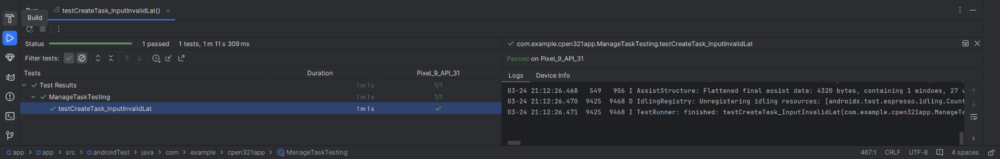 testCreateTask_InputInvalidLat()
Build
Status 1 passed 1 tests, 1 m 11 s 309 ms
com.example.cpen321app.ManageTaskTesting.testCreateTask_InputInvalidLat
Filter tests:
Passed on Pixel_9_API_31
Tests Duration Pixel_9_API_31
Logs Device Info
Test Results 1 m 1 s 1/1
03-24 21:12:26.468 549 906 I AssistStructure: Flattened final assist data: 4320 bytes, containing 1 windows, 27 v
ManageTaskTesting 1 m 1 s 1/1
03-24 21:12:26.470 9425 9468 D IdlingRegistry: Unregistering idling resources: [androidx.test.espresso.idling.Count
testCreateTask_InputInvalidLat 1 m 1 s
03-24 21:12:26.471 9425 9468 I TestRunner: finished: testCreateTask_InputInvalidLat(com.example.cpen321app.ManageTa
app > app > src > androidTest > java > com > example > cpen321app > ManageTaskTesting 467:1 CRLF UTF-8 4 spaces